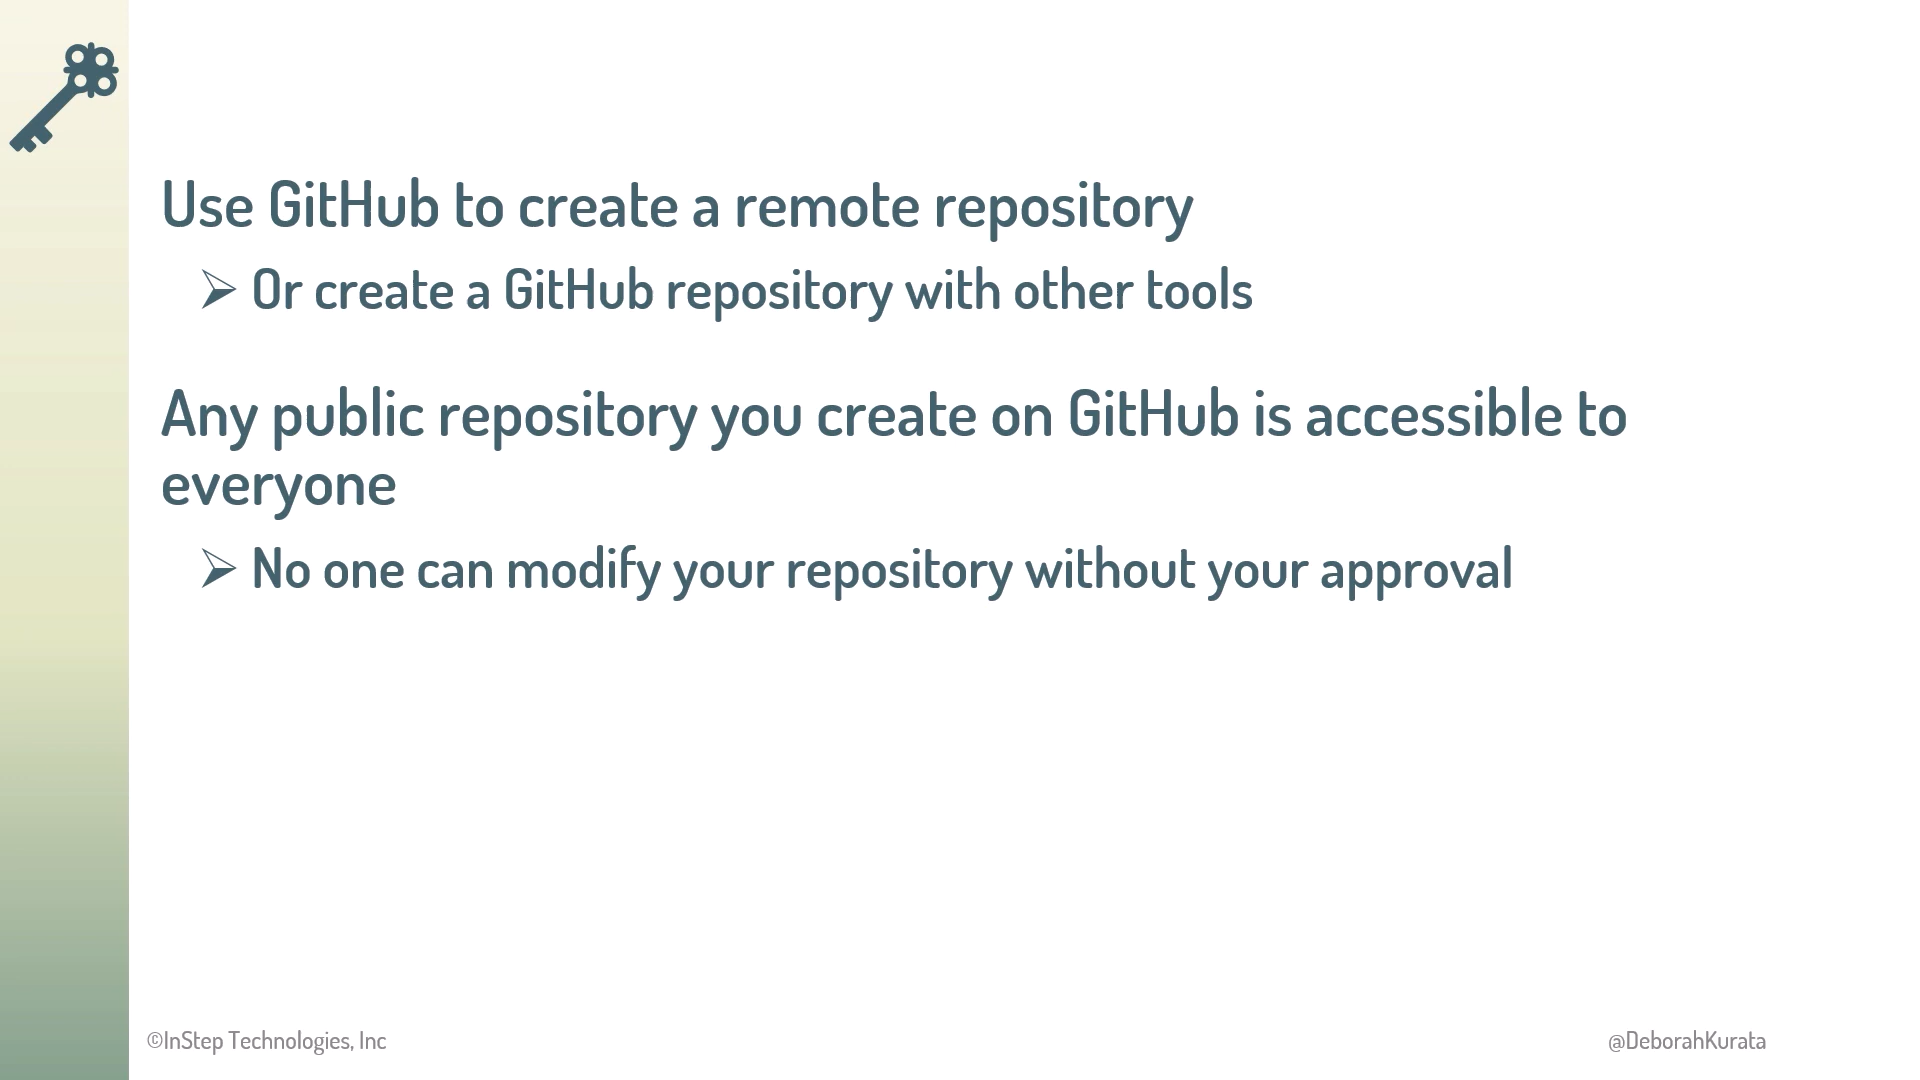 Use GitHub to create a remote repository
➢ Or create a GitHub repository with other tools
Any public repository you create on GitHub is accessible to
everyone
➢ No one can modify your repository without your approval
©InStep Technologies, Inc
@DeborahKurata